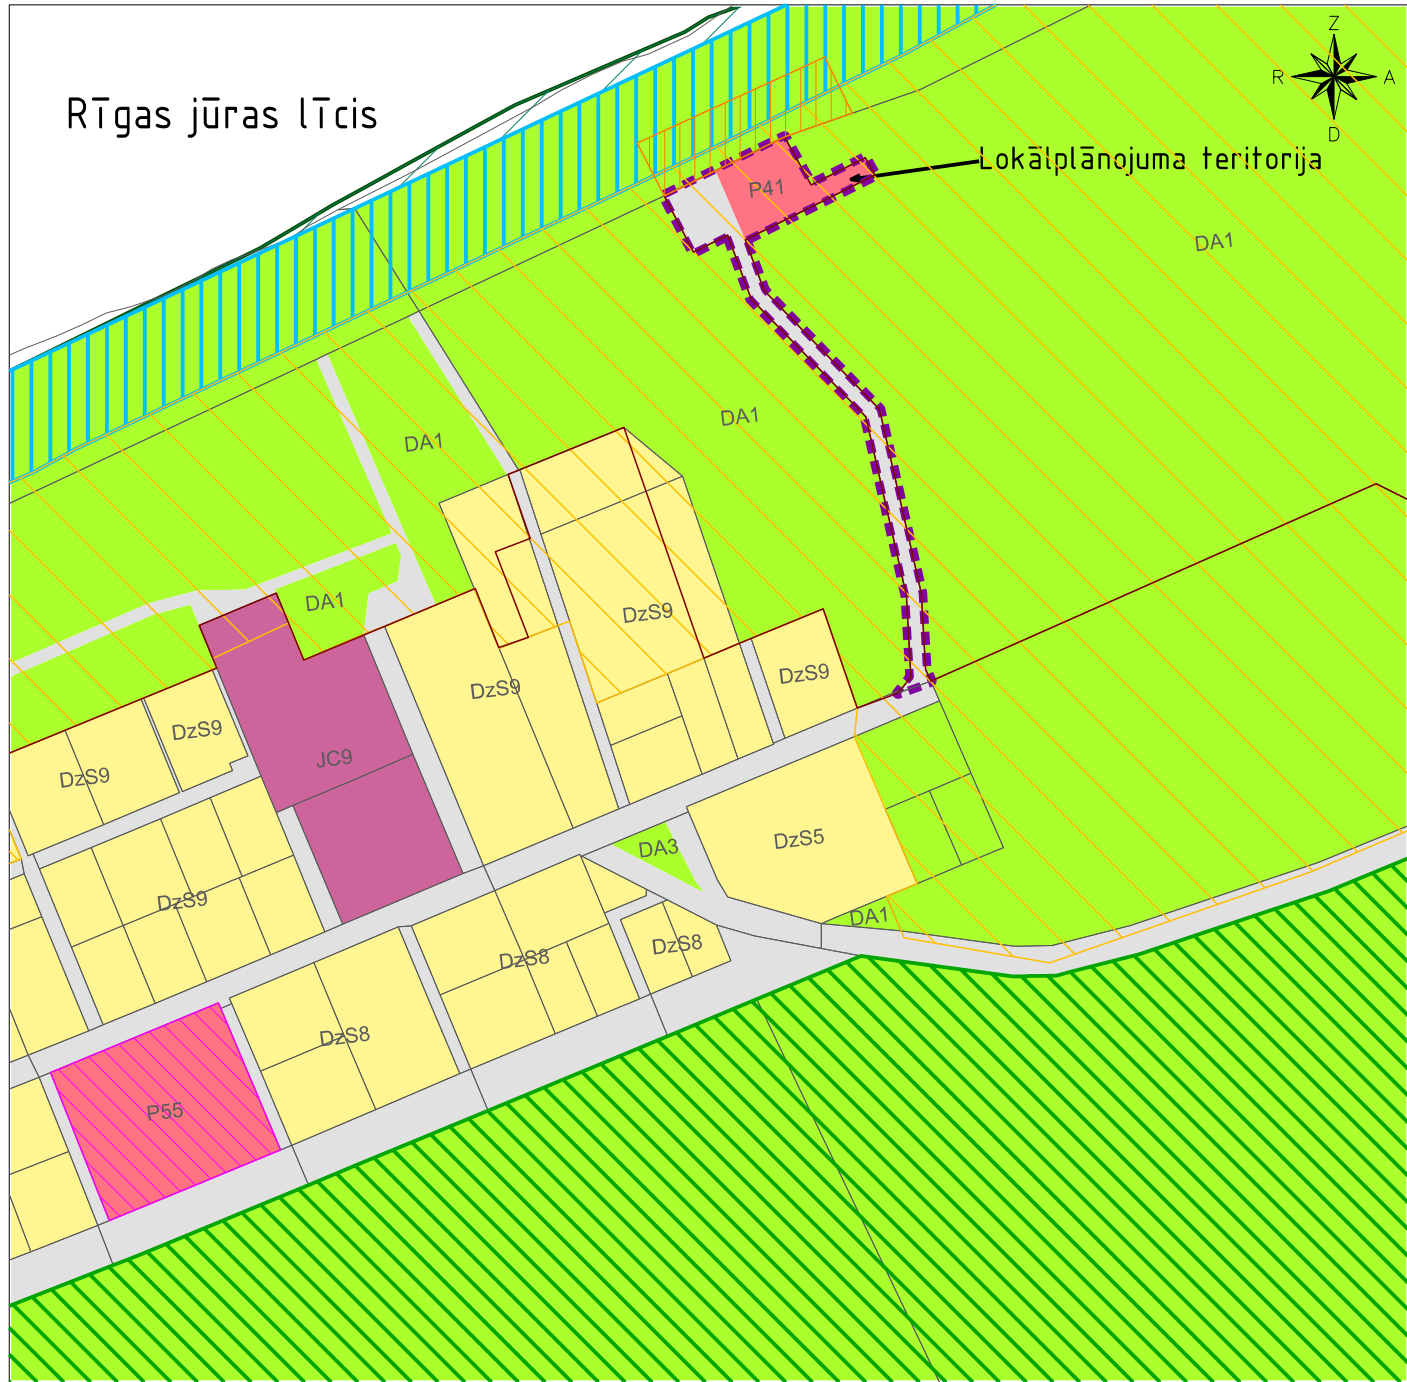 Z
R A
D
Rīgas jūras līcis
Lokālplānojuma teritorija
P41
DA1
DA1
DA1
DA1
DzS9
DzS9
DzS9
DzS9
DzS9
JC9
DzS5
DA3
DzS9
DA1
DzS8
DzS8
DzS8
P55